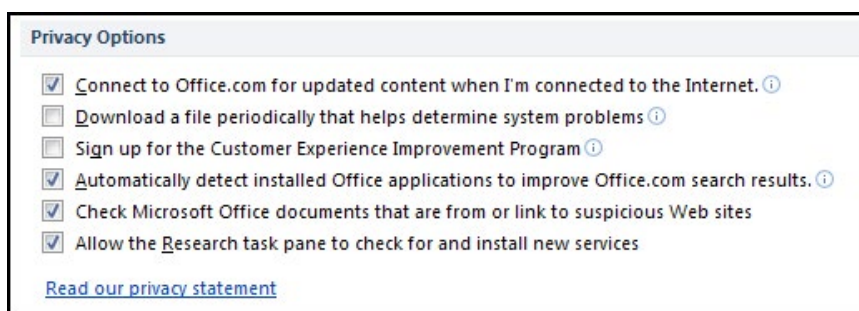 Privacy Options
Connect to Office.com for updated content when I'm connected to the Internet.
Download a file periodically that helps determine system problems
Sign up for the Customer Experience Improvement Program
Automatically detect installed Office applications to improve Office.com search results.
Check Microsoft Office documents that are from or link to suspicious Web sites
Allow the Research task pane to check for and install new services
Read our privacy statement